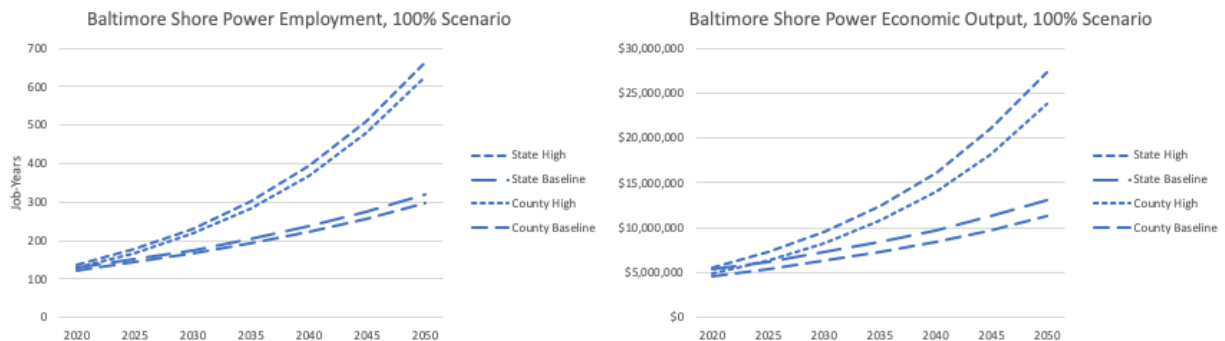 Baltimore Shore Power Employment, 100% Scenario
700
600
500
400
300
200
100
0
Job-Years
2020 2025 2030 2035 2040 2045 2050
State High
State Baseline
County High
County Baseline
Baltimore Shore Power Economic Output, 100% Scenario
$30,000,000
$25,000,000
$20,000,000
$15,000,000
$10,000,000
$5,000,000
$0
2020 2025 2030 2035 2040 2045 2050
State High
State Baseline
County High
County Baseline